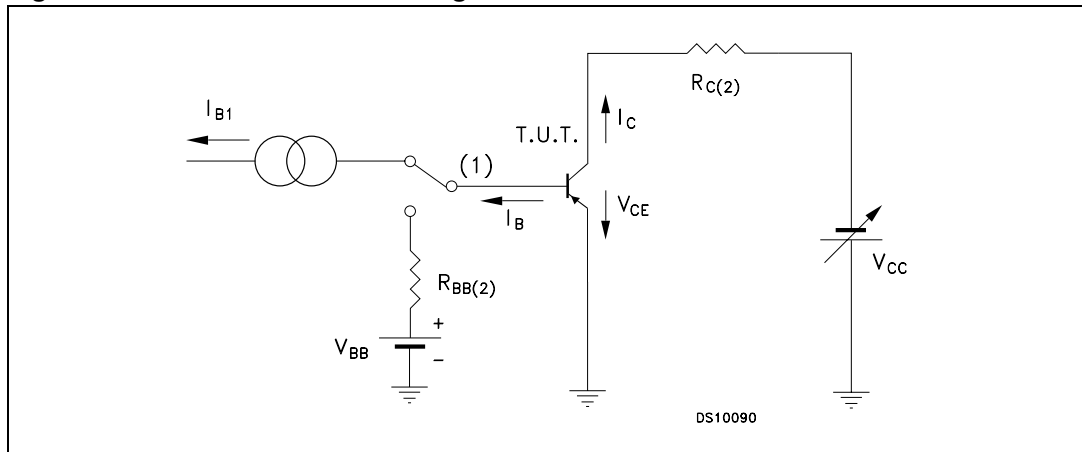 I_B1
(1)
T.U.T.
I_C
R_C(2)
I_B
V_CE
V_CC
R_BB(2)
+
V_BB
-
DS10090